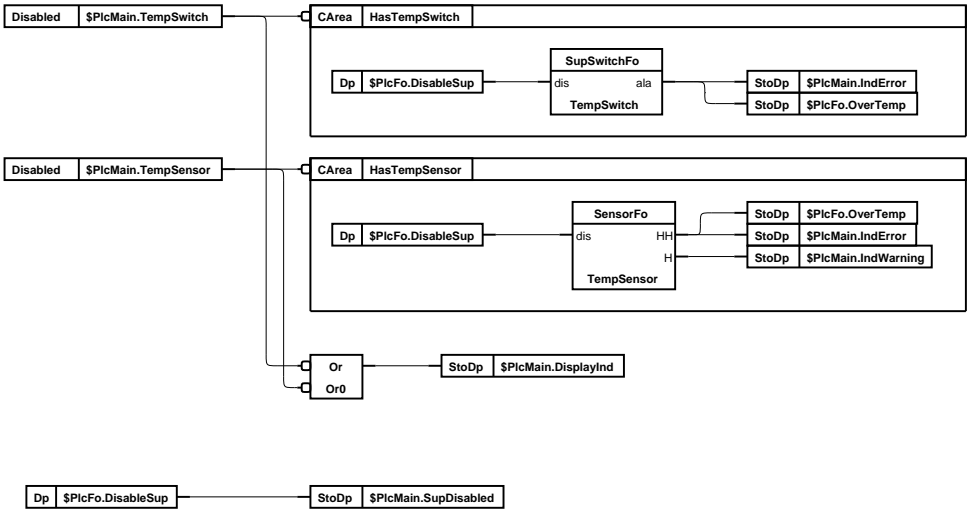 Disabled $PlcMain.TempSwitch CArea HasTempSwitch
SupSwitchFo
Dp $PlcFo.DisableSup dis ala StoDp $PlcMain.IndError
TempSwitch StoDp $PlcFo.OverTemp
Disabled $PlcMain.TempSensor CArea HasTempSensor
SensorFo StoDp $PlcFo.OverTemp
Dp $PlcFo.DisableSup dis HH StoDp $PlcMain.IndError
H StoDp $PlcMain.IndWarning
TempSensor
Or StoDp $PlcMain.DisplayInd
Or0
Dp $PlcFo.DisableSup StoDp $PlcMain.SupDisabled